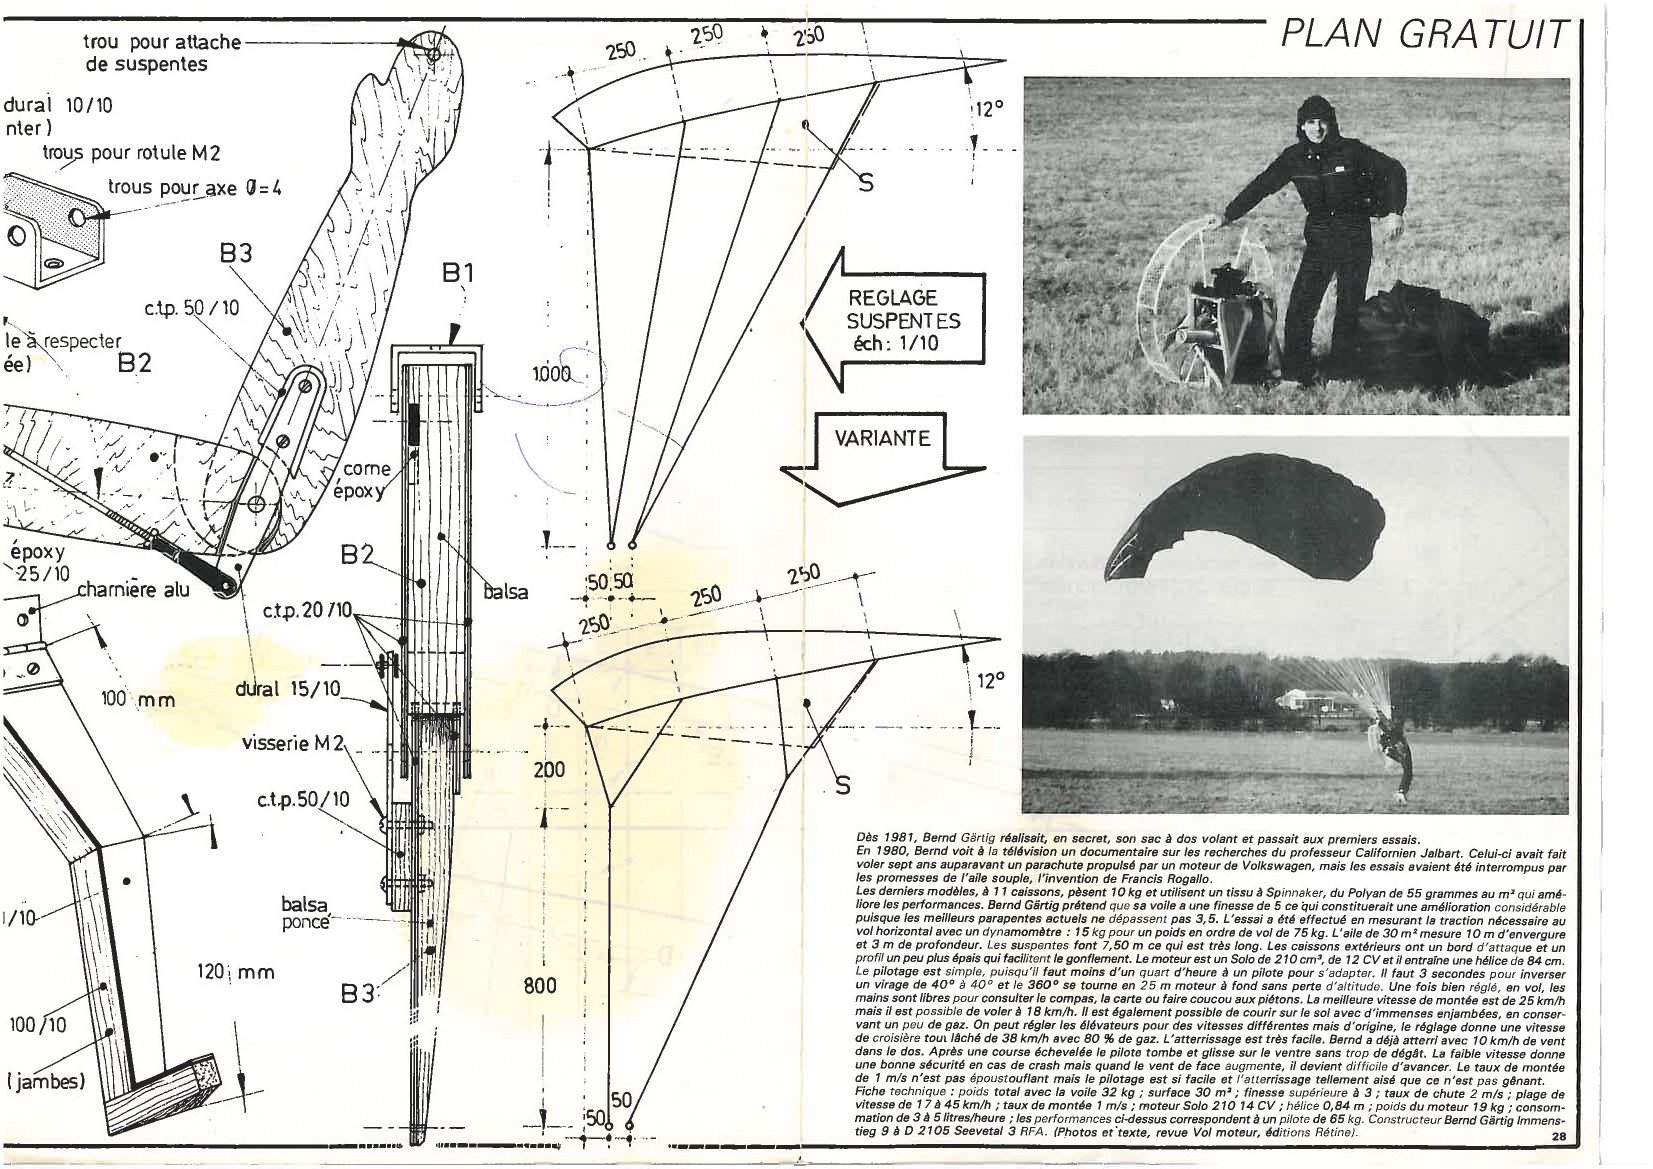 PLAN GRATUIT
trou pour attache
de suspentes
dural 10/10
nter)
trous pour rotule M2
trous pour axe Ø=4
B3
c.t.p. 50/10
le à respecter
ée)
B2
B1
corne
époxy
B2
balsa
époxy
25/10
charnière alu
c.t.p. 20/10
100 mm
dural 15/10
visserie M2
c.t.p. 50/10
balsa
poncé
B3
120 mm
1/10
100/10
(jambes)
250
250
250
12°
S
1000
50 50
REGLAGE
SUSPENTES
éch: 1/10
VARIANTE
250
250
250
12°
S
200
800
50
50
Dès 1981, Bernd Gärtig réalisait, en secret, son sac à dos volant et passait aux premiers essais.
En 1980, Bernd voit à la télévision un documentaire sur les recherches du professeur Californien Jalbart. Celui-ci avait fait
voler sept ans auparavant un parachute propulsé par un moteur de Volkswagen, mais les essais avaient été interrompus par
les promesses de l'aile souple, l'invention de Francis Rogallo.
Les derniers modèles, à 11 caissons, pèsent 10 kg et utilisent un tissu à Spinnaker, du Polyan de 55 grammes au m² qui amé-
liore les performances. Bernd Gärtig prétend que sa voile a une finesse de 5 ce qui constituerait une amélioration considérable
puisque les meilleurs parapentes actuels ne dépassent pas 3,5. L'essai a été effectué en mesurant la traction nécessaire au
vol horizontal avec un dynamomètre : 15 kg pour un poids en ordre de vol de 75 kg. L'aile de 30 m² mesure 10 m d'envergure
et 3 m de profondeur. Les suspentes font 7,50 m ce qui est très long. Les caissons extérieurs ont un bord d'attaque et un
profil un peu plus épais qui facilitent le gonflement. Le moteur est un Solo de 210 cm³, de 12 CV et il entraîne une hélice de 84 cm.
Le pilotage est simple, puisqu'il faut moins d'un quart d'heure à un pilote pour s'adapter. Il faut 3 secondes pour inverser
un virage de 40° à 40° et le 360° se tourne en 25 m moteur à fond sans perte d'altitude. Une fois bien réglé, en vol, les
mains sont libres pour consulter le compas, la carte ou faire coucou aux piétons. La meilleure vitesse de montée est de 25 km/h
mais il est possible de voler à 18 km/h. Il est également possible de courir sur le sol avec d'immenses enjambées, en conser-
vant un peu de gaz. On peut régler les élévateurs pour des vitesses différentes mais d'origine, le réglage donne une vitesse
de croisière tout lâché de 38 km/h avec 80 % de gaz. L'atterrissage est très facile. Bernd a déjà atterri avec 10 km/h de vent
dans le dos. Après une course échevelée le pilote tombe et glisse sur le ventre sans trop de dégât. La faible vitesse donne
une bonne sécurité en cas de crash mais quand le vent de face augmente, il devient difficile d'avancer. Le taux de montée
de 1 m/s n'est pas époustouflant mais le pilotage est si facile et l'atterrissage tellement aisé que ce n'est pas gênant.
Fiche technique : poids total avec la voile 32 kg ; surface 30 m² ; finesse supérieure à 3 ; taux de chute 2 m/s ; plage de
vitesse de 17 à 45 km/h ; taux de montée 1 m/s ; moteur Solo 210 14 CV ; hélice 0,84 m ; poids du moteur 19 kg ; consom-
mation de 3 à 5 litres/heure ; les performances ci-dessus correspondent à un pilote de 65 kg. Constructeur Bernd Gärtig Immens-
tieg 9 à D 2105 Seevetal 3 RFA. (Photos et texte, revue Vol moteur, éditions Rétine).
28